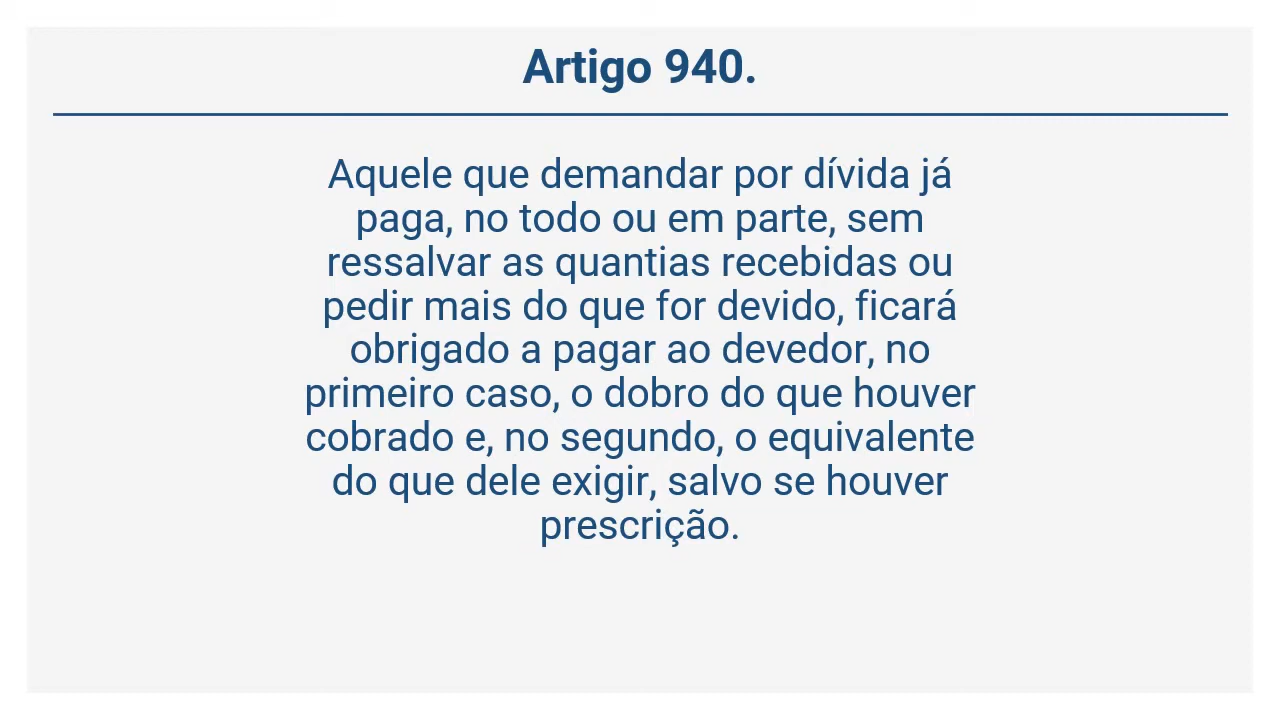 Artigo 940.
Aquele que demandar por dívida já
paga, no todo ou em parte, sem
ressalvar as quantias recebidas ou
pedir mais do que for devido, ficará
obrigado a pagar ao devedor, no
primeiro caso, o dobro do que houver
cobrado e, no segundo, o equivalente
do que dele exigir, salvo se houver
prescrição.